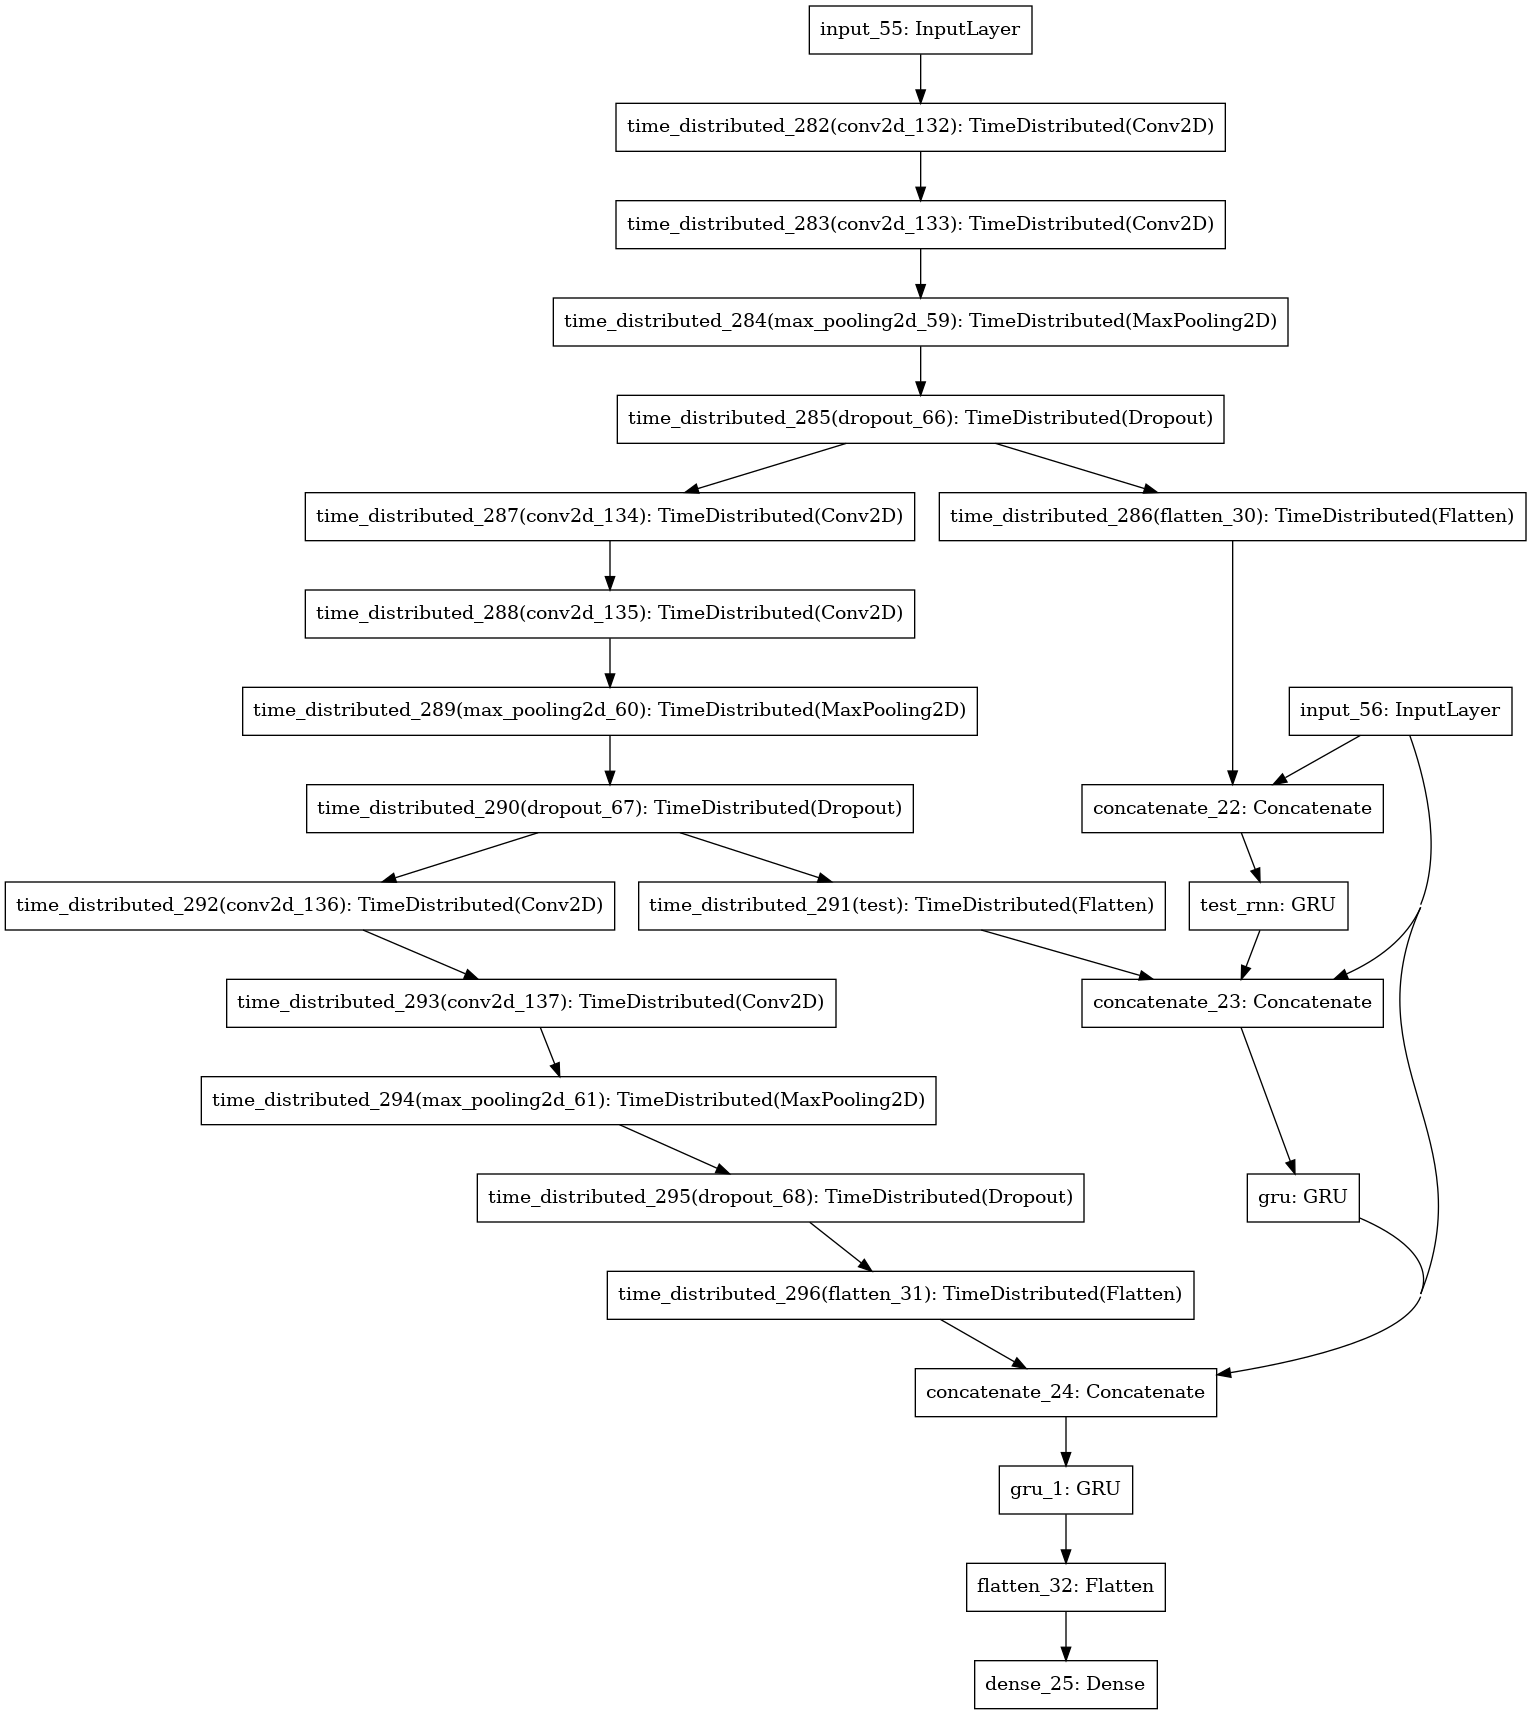 input_55: InputLayer
time_distributed_282(conv2d_132): TimeDistributed(Conv2D)
time_distributed_283(conv2d_133): TimeDistributed(Conv2D)
time_distributed_284(max_pooling2d_59): TimeDistributed(MaxPooling2D)
time_distributed_285(dropout_66): TimeDistributed(Dropout)
time_distributed_287(conv2d_134): TimeDistributed(Conv2D)
time_distributed_286(flatten_30): TimeDistributed(Flatten)
time_distributed_288(conv2d_135): TimeDistributed(Conv2D)
time_distributed_289(max_pooling2d_60): TimeDistributed(MaxPooling2D)
input_56: InputLayer
time_distributed_290(dropout_67): TimeDistributed(Dropout)
concatenate_22: Concatenate
time_distributed_292(conv2d_136): TimeDistributed(Conv2D)
time_distributed_291(test): TimeDistributed(Flatten)
test_rnn: GRU
time_distributed_293(conv2d_137): TimeDistributed(Conv2D)
concatenate_23: Concatenate
time_distributed_294(max_pooling2d_61): TimeDistributed(MaxPooling2D)
time_distributed_295(dropout_68): TimeDistributed(Dropout)
gru: GRU
time_distributed_296(flatten_31): TimeDistributed(Flatten)
concatenate_24: Concatenate
gru_1: GRU
flatten_32: Flatten
dense_25: Dense